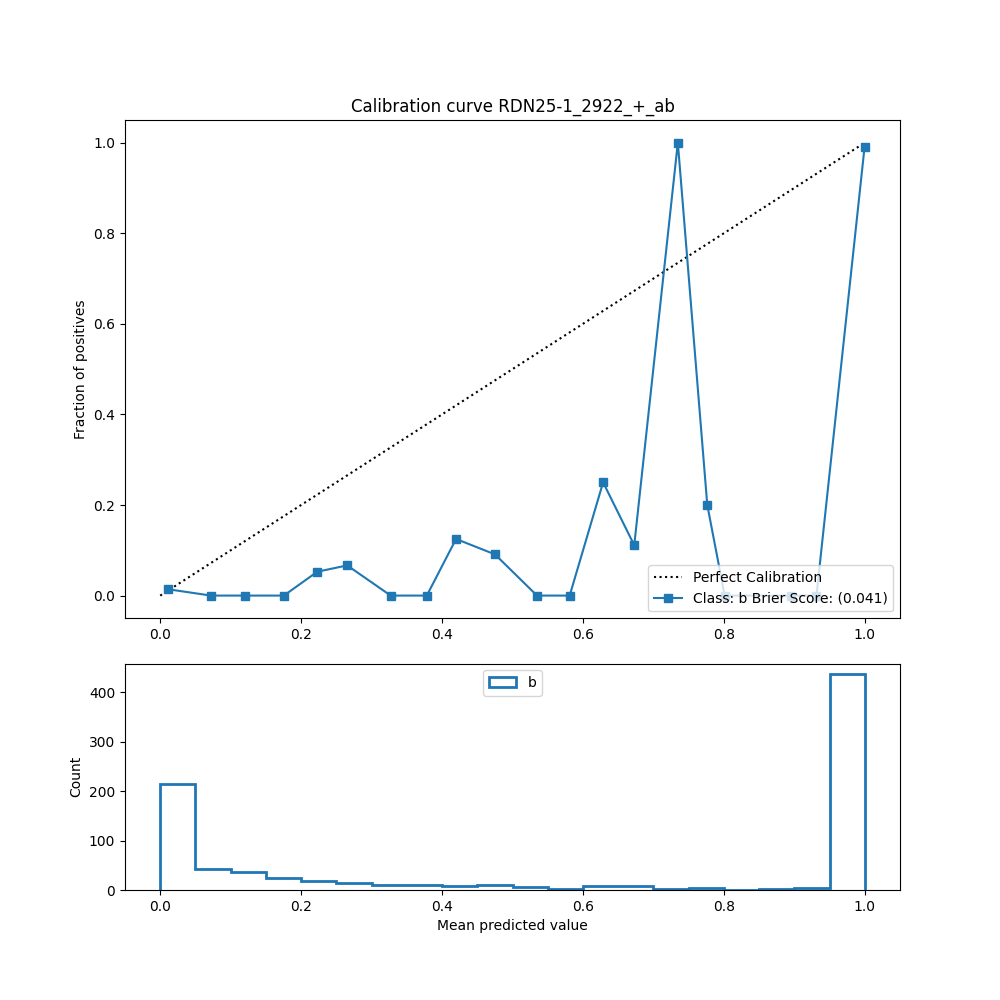 Calibration curve RDN25-1_2922_+_ab
1.0
0.8
0.6
0.4
0.2
0.0
Fraction of positives
Perfect Calibration
Class: b Brier Score: (0.041)
0.0 0.2 0.4 0.6 0.8 1.0
b
400
300
200
100
0
Count
0.0 0.2 0.4 0.6 0.8 1.0
Mean predicted value